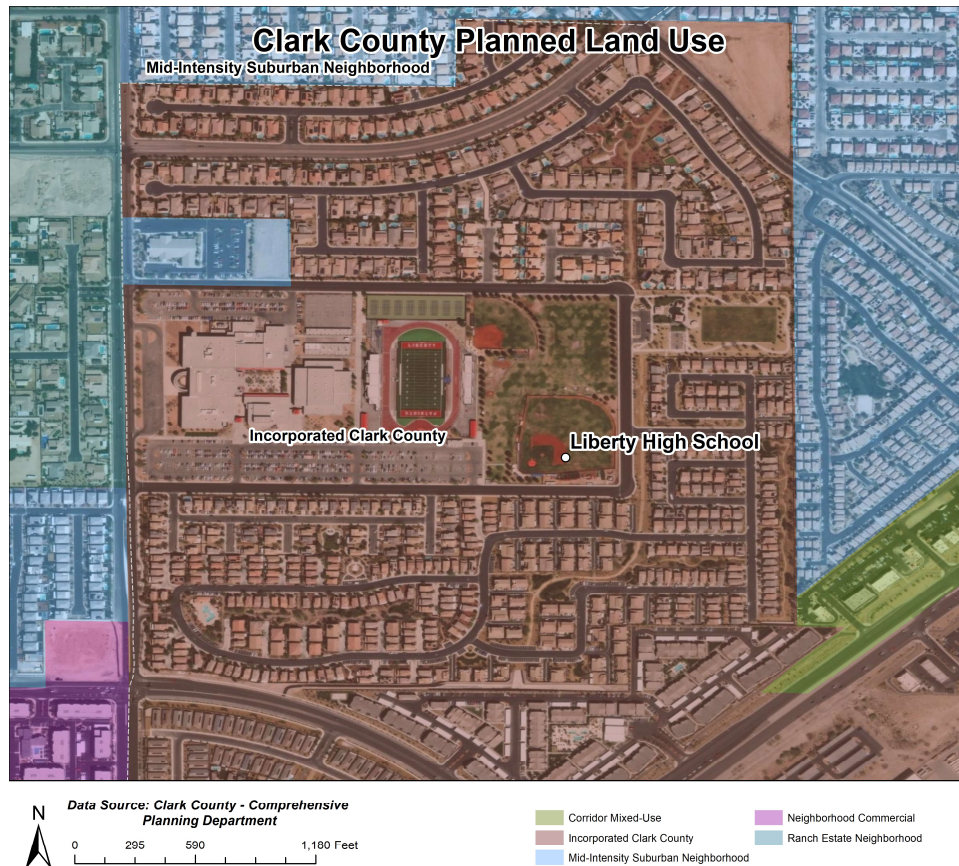 Clark County Planned Land Use
Mid-Intensity Suburban Neighborhood
LIBERTY
PATRIOTS
Incorporated Clark County
Liberty High School
N
Data Source: Clark County - Comprehensive
Planning Department
0 295 590 1,180 Feet
Corridor Mixed-Use
Incorporated Clark County
Mid-Intensity Suburban Neighborhood
Neighborhood Commercial
Ranch Estate Neighborhood